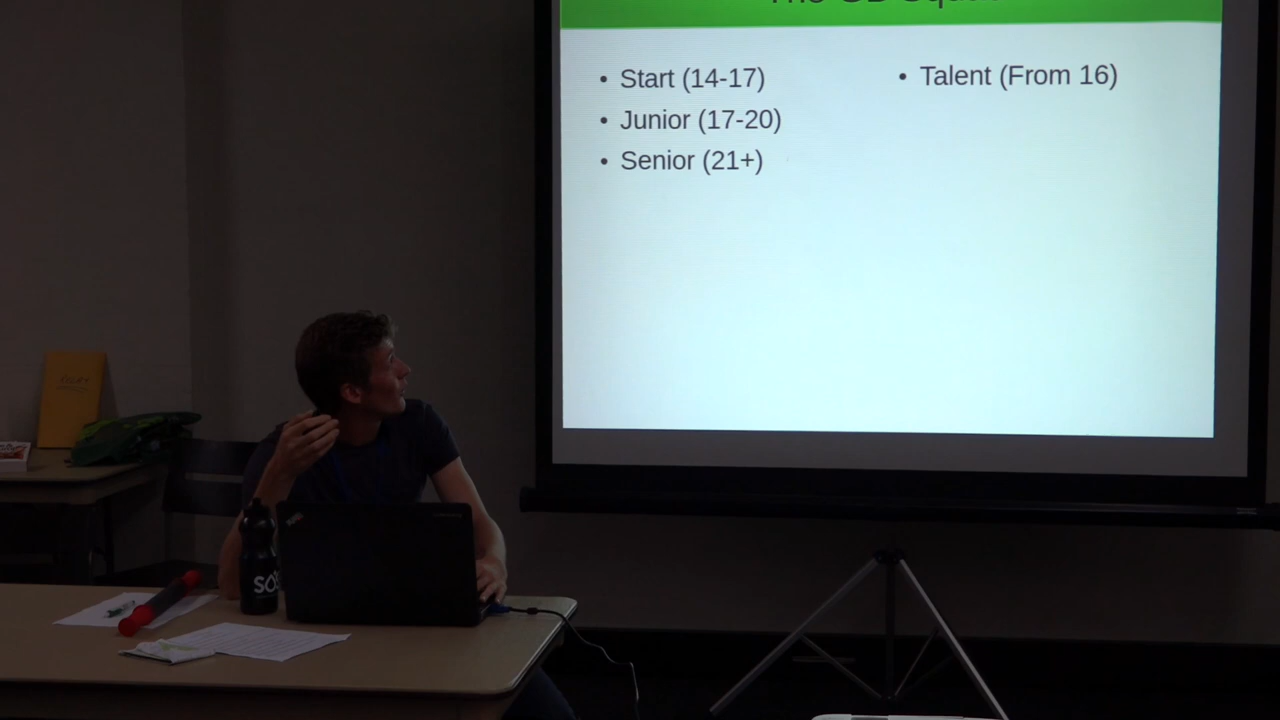 • Start (14-17)
• Junior (17-20)
• Senior (21+)
• Talent (From 16)